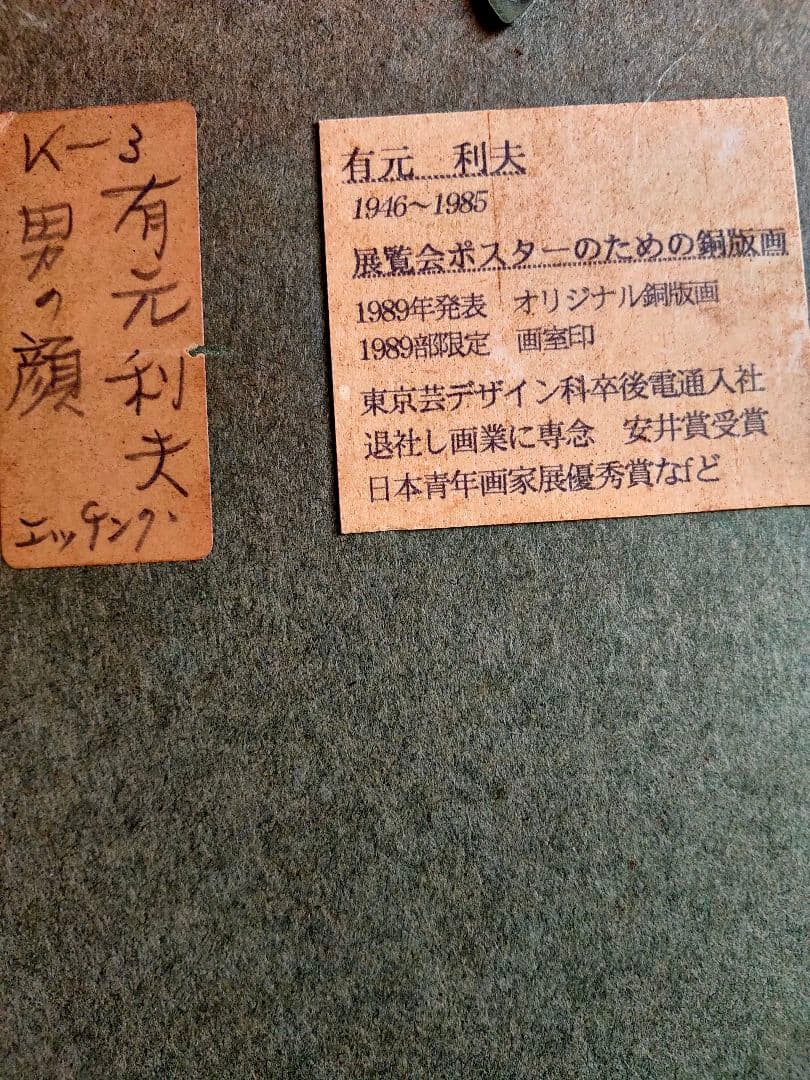 K-3
有元利夫
男の顔
エッチング
有元　利夫
1946～1985
展覧会ポスターのための銅版画
1989年発表　オリジナル銅版画
1989部限定　画室印
東京芸デザイン科卒後電通入社
退社し画業に専念　安井賞受賞
日本青年画家展優秀賞なfど